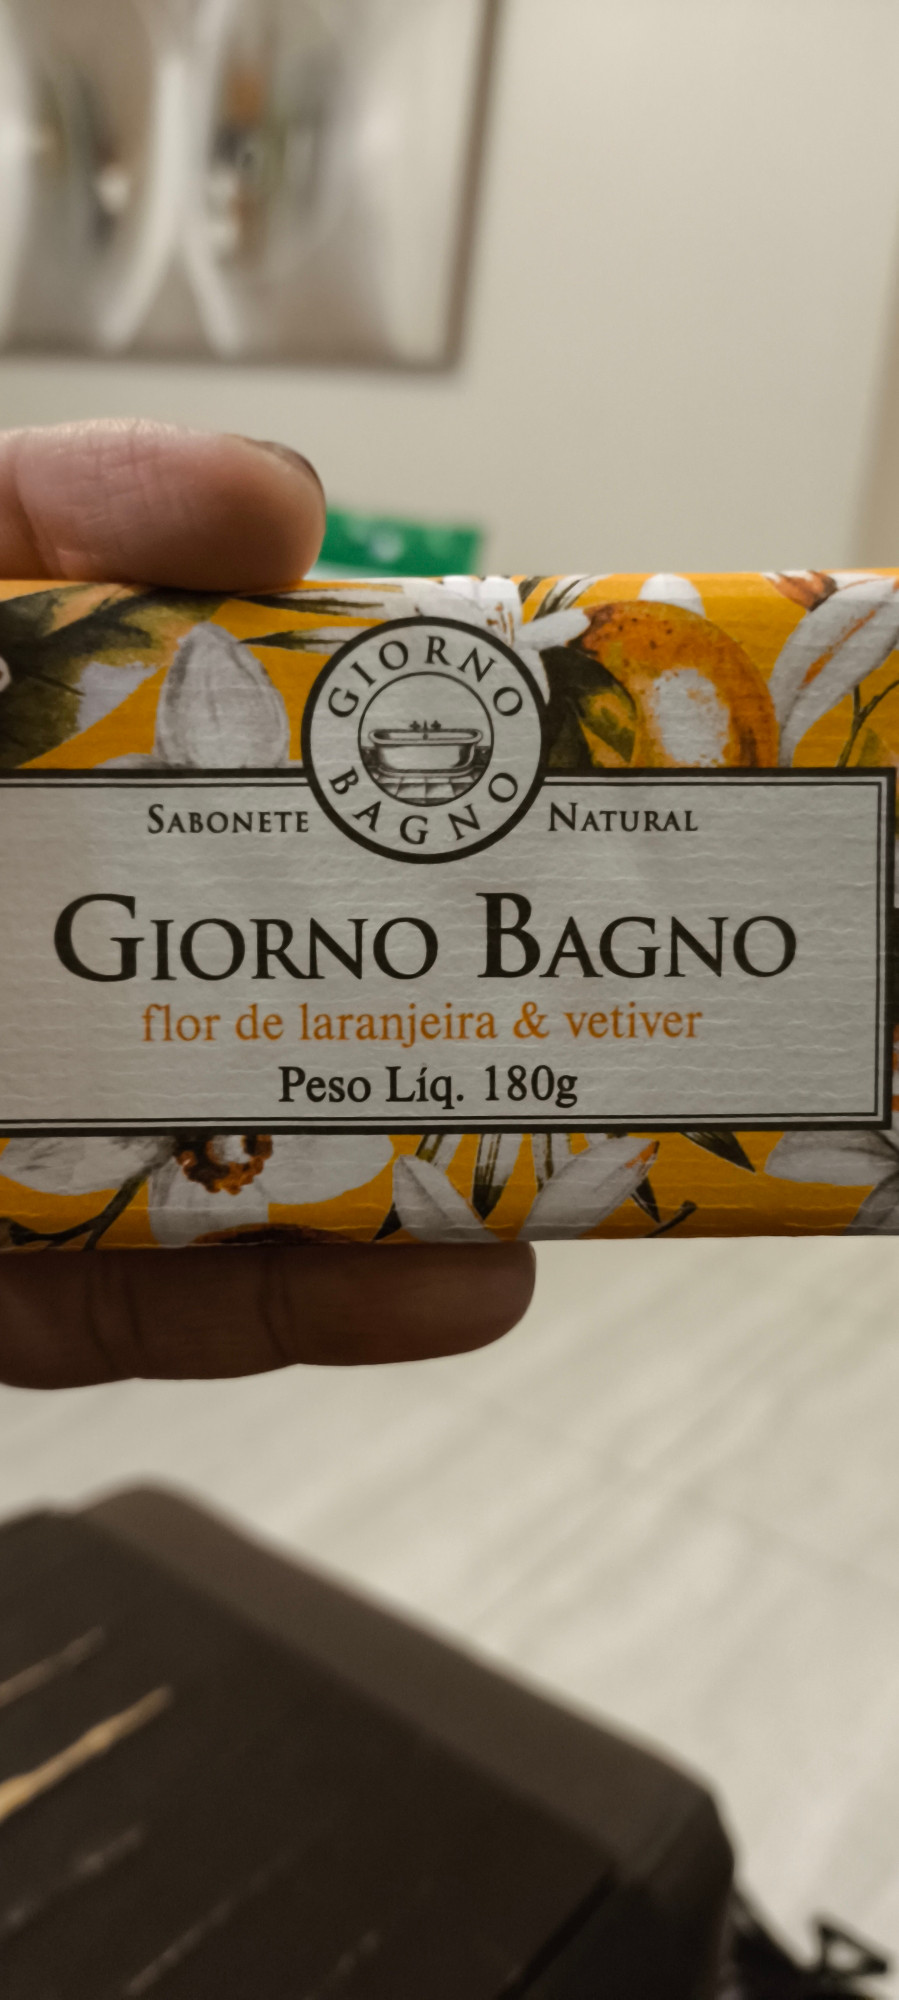 GIORNO
BAGNO
SABONETE NATURAL
GIORNO BAGNO
flor de laranjeira & vetiver
Peso Líq. 180g